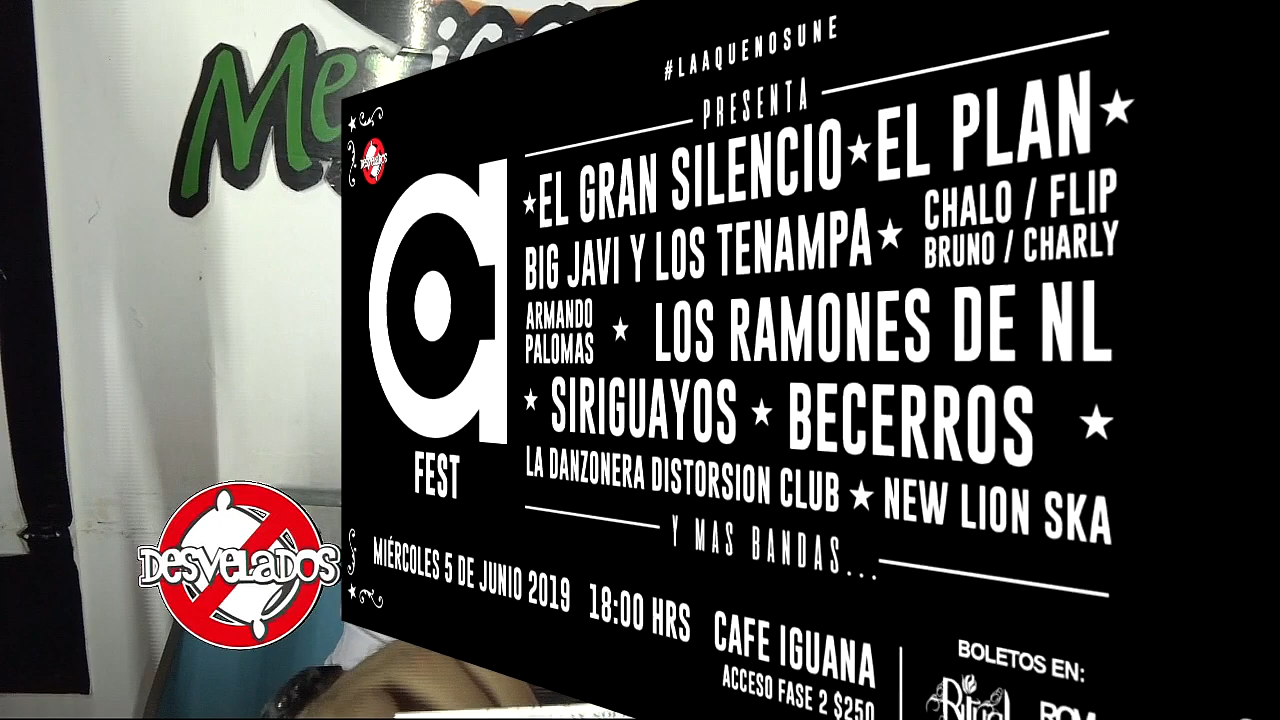 #LAAQUENOSUNE
PRESENTA
EL GRAN SILENCIO★EL PLAN★
BIG JAVI Y LOS TENAMPA★
CHALO / FLIP
BRUNO / CHARLY
ARMANDO
PALOMAS
★ LOS RAMONES DE NL
★ SIRIGUAYOS ★ BECERROS ★
LA DANZONERA DISTORSION CLUB ★ NEW LION SKA
Y MAS BANDAS...
a
FEST
DESVELADOS
MIÉRCOLES 5 DE JUNIO 2019 18:00 HRS CAFE IGUANA
ACCESO FASE 2 $250
BOLETOS EN:
Ritual
DESVELADOS